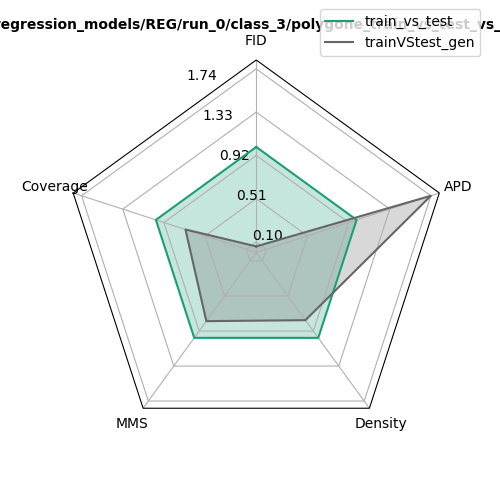 regression_models/REG/run_0/class_3/polygone_train_vs_test_vs_
train_vs_test
trainVStest_gen
FID
1.74
1.33
0.92
0.51
0.10
Coverage
APD
MMS
Density